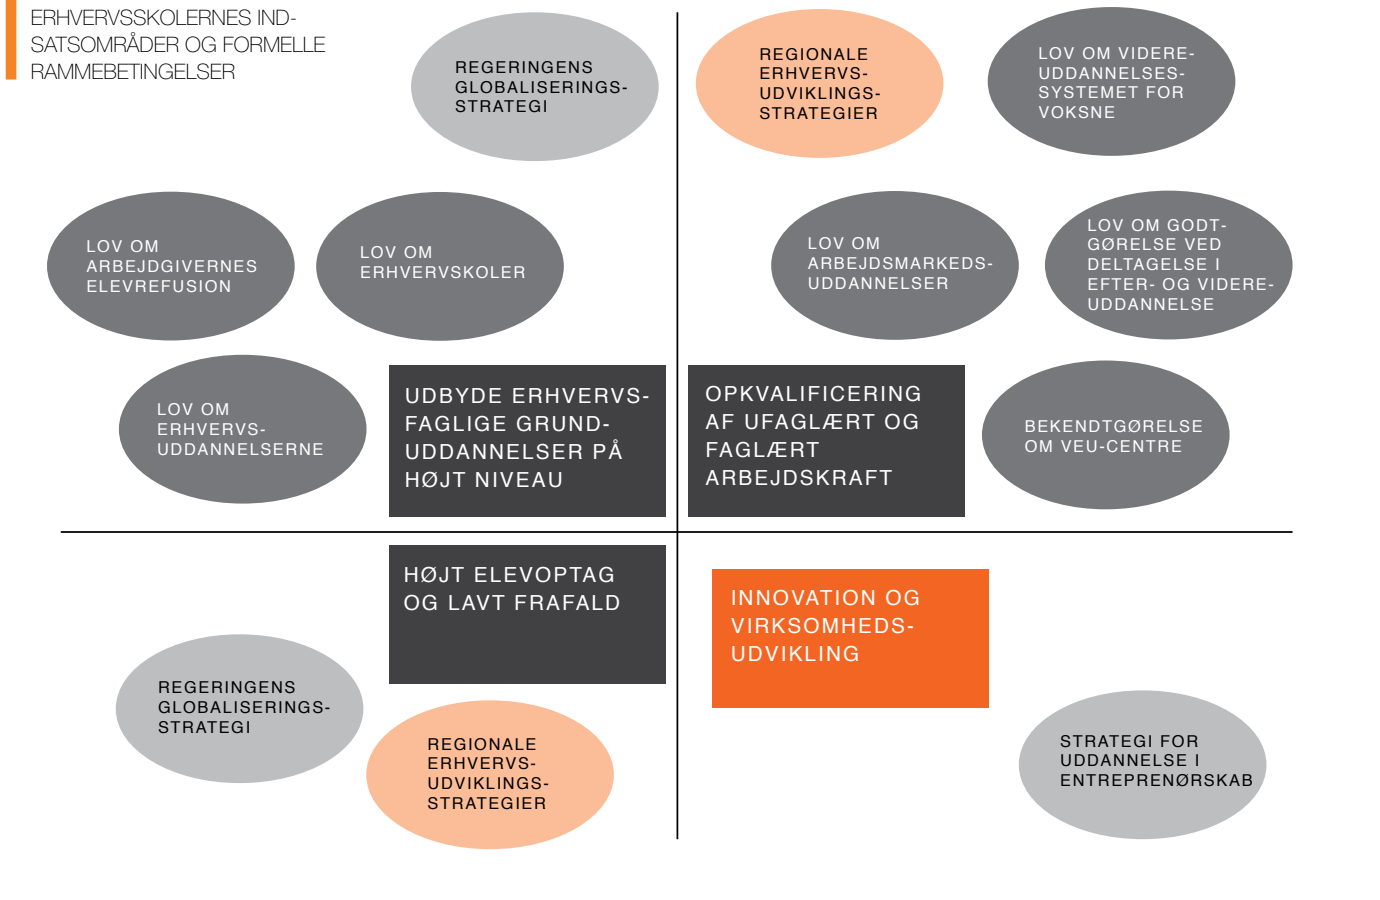 ERHVERVSSKOLERNES IND-
SATSOMRÅDER OG FORMELLE
RAMMEBETINGELSER
REGERINGENS
GLOBALISERINGS-
STRATEGI
REGIONALE
ERHVERVS-
UDVIKLINGS-
STRATEGIER
LOV OM VIDERE-
UDDANNELSES-
SYSTEMET FOR
VOKSNE
LOV OM
ARBEJDGIVERNES
ELEVREFUSION
LOV OM
ERHVERVSKOLER
LOV OM
ARBEJDSMARKEDS-
UDDANNELSER
LOV OM GODT-
GØRELSE VED
DELTAGELSE I
EFTER- OG VIDERE-
UDDANNELSE
LOV OM
ERHVERVS-
UDDANNELSERNE
UDBYDE ERHVERVS-
FAGLIGE GRUND-
UDDANNELSER PÅ
HØJT NIVEAU
OPKVALIFICERING
AF UFAGLÆRT OG
FAGLÆRT
ARBEJDSKRAFT
BEKENDTGØRELSE
OM VEU-CENTRE
HØJT ELEVOPTAG
OG LAVT FRAFALD
INNOVATION OG
VIRKSOMHEDS-
UDVIKLING
REGERINGENS
GLOBALISERINGS-
STRATEGI
REGIONALE
ERHVERVS-
UDVIKLINGS-
STRATEGIER
STRATEGI FOR
UDDANNELSE I
ENTREPRENØRSKAB